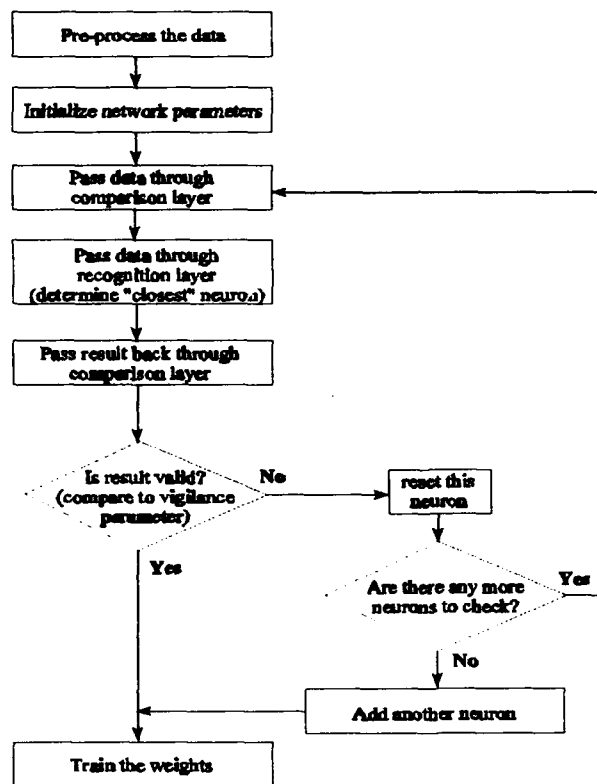 Pre-process the data
Initialize network parameters
Pass data through
comparison layer
Pass data through
recognition layer
(determine "closest" neuron)
Pass result back through
comparison layer
Is result valid?
(compare to vigilance
parameter)
No
reset this
neuron
Yes
Are there any more
neurons to check?
Yes
No
Add another neuron
Train the weights